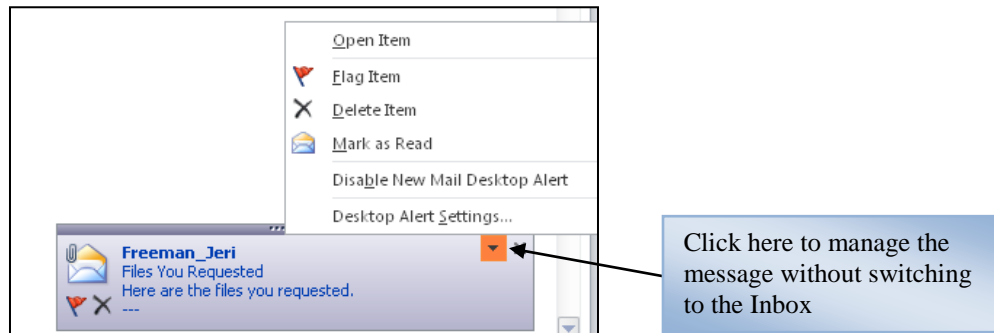 Open Item
Flag Item
Delete Item
Mark as Read
Disable New Mail Desktop Alert
Desktop Alert Settings...
Freeman_Jeri
Files You Requested
Here are the files you requested.
---
Click here to manage the
message without switching
to the Inbox